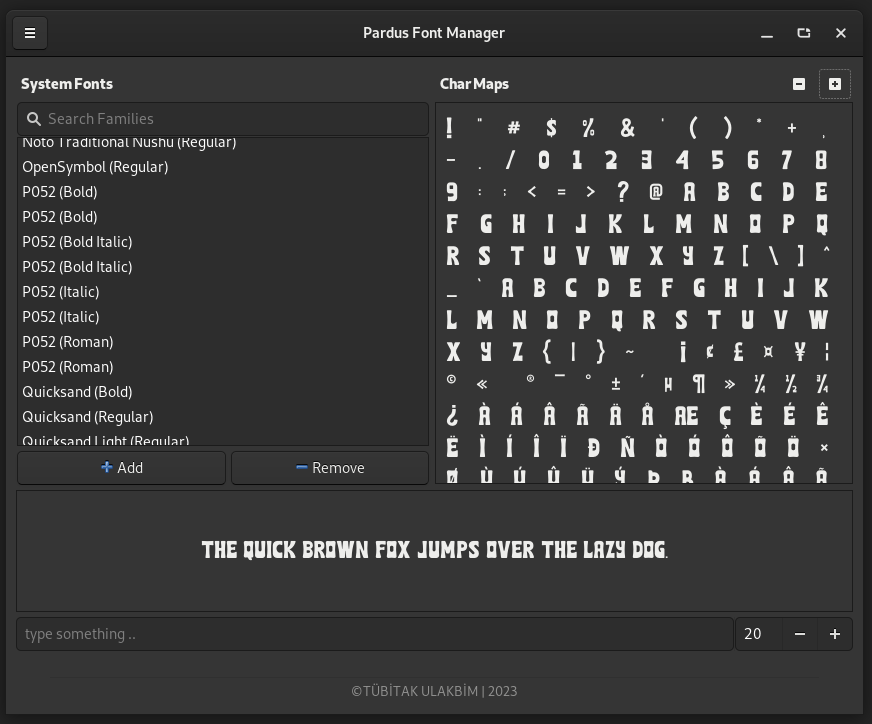 Pardus Font Manager
System Fonts
Search Families
Noto Traditional Nushu (Regular)
OpenSymbol (Regular)
P052 (Bold)
P052 (Bold)
P052 (Bold Italic)
P052 (Bold Italic)
P052 (Italic)
P052 (Italic)
P052 (Roman)
P052 (Roman)
Quicksand (Bold)
Quicksand (Regular)
Quicksand Light (Regular)
Add
Remove
Char Maps
! " # $ % & ' ( ) * + ,
- . / 0 1 2 3 4 5 6 7 8
9 : ; < = > ? @ A B C D E
F G H I J K L M N O P Q
R S T U V W X Y Z [ \ ] ^
_ ` A B C D E F G H I J K
L M N O P Q R S T U V W
X Y Z { | } ~ ¡ ¢ £ ¤ ¥ ¦
© « ® ¯ ° ± ´ µ ¶ » ¼ ½ ¾
¿ À Á Â Ã Ä Å Æ Ç È É Ê
Ë Ì Í Î Ï Ð Ñ Ò Ó Ô Õ Ö ×
Ø Ù Ú Û Ü Ý Þ ß À Á Â Ã
THE QUICK BROWN FOX JUMPS OVER THE LAZY DOG.
type something ..
20
©TÜBİTAK ULAKBİM | 2023